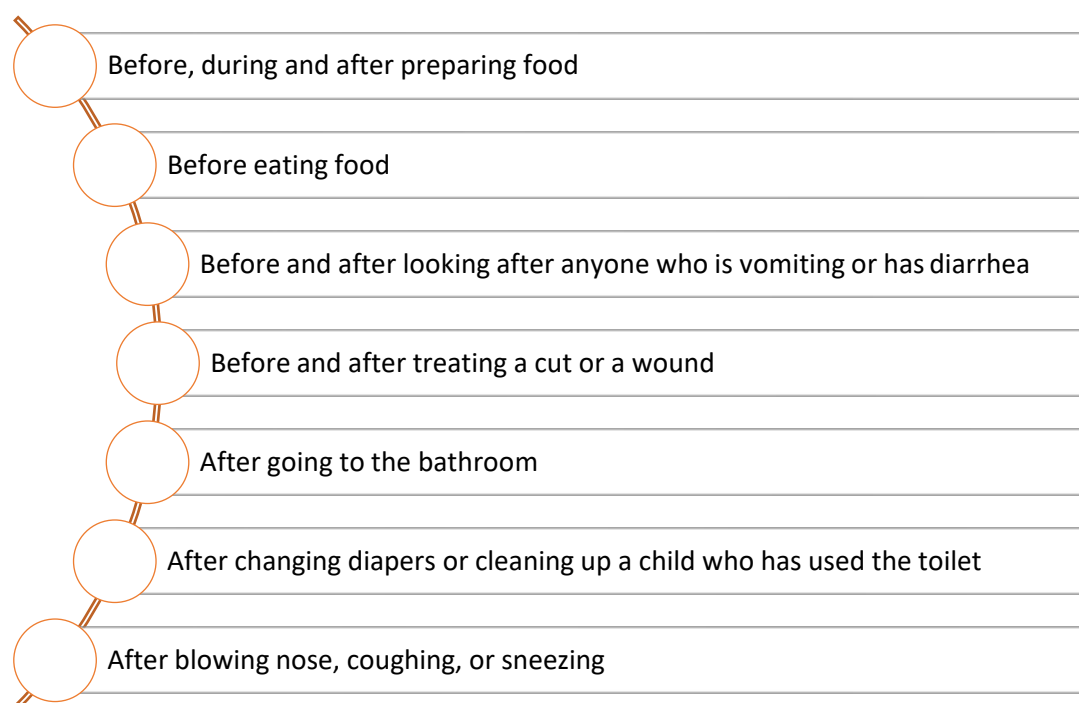 Before, during and after preparing food
Before eating food
Before and after looking after anyone who is vomiting or has diarrhea
Before and after treating a cut or a wound
After going to the bathroom
After changing diapers or cleaning up a child who has used the toilet
After blowing nose, coughing, or sneezing